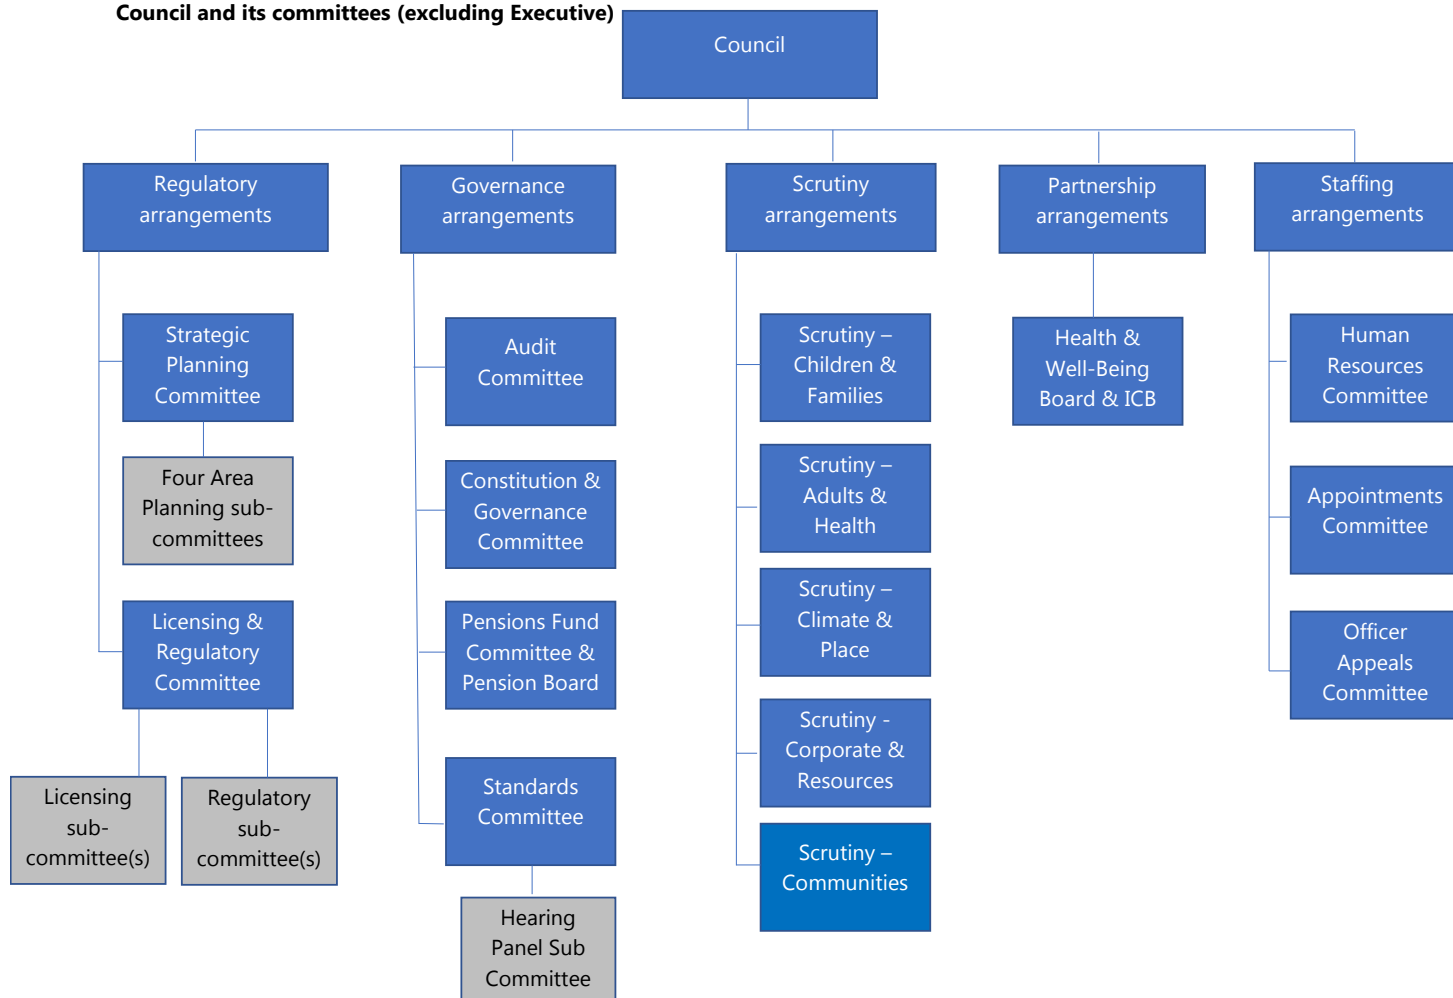 Council and its committees (excluding Executive)
Council
Regulatory
arrangements
Governance
arrangements
Scrutiny
arrangements
Partnership
arrangements
Staffing
arrangements
Strategic
Planning
Committee
Four Area
Planning sub-
committees
Licensing &
Regulatory
Committee
Licensing
sub-
committee(s)
Regulatory
sub-
committee(s)
Audit
Committee
Constitution &
Governance
Committee
Pensions Fund
Committee &
Pension Board
Standards
Committee
Hearing
Panel Sub
Committee
Scrutiny –
Children &
Families
Scrutiny –
Adults &
Health
Scrutiny –
Climate &
Place
Scrutiny -
Corporate &
Resources
Scrutiny –
Communities
Health &
Well-Being
Board & ICB
Human
Resources
Committee
Appointments
Committee
Officer
Appeals
Committee